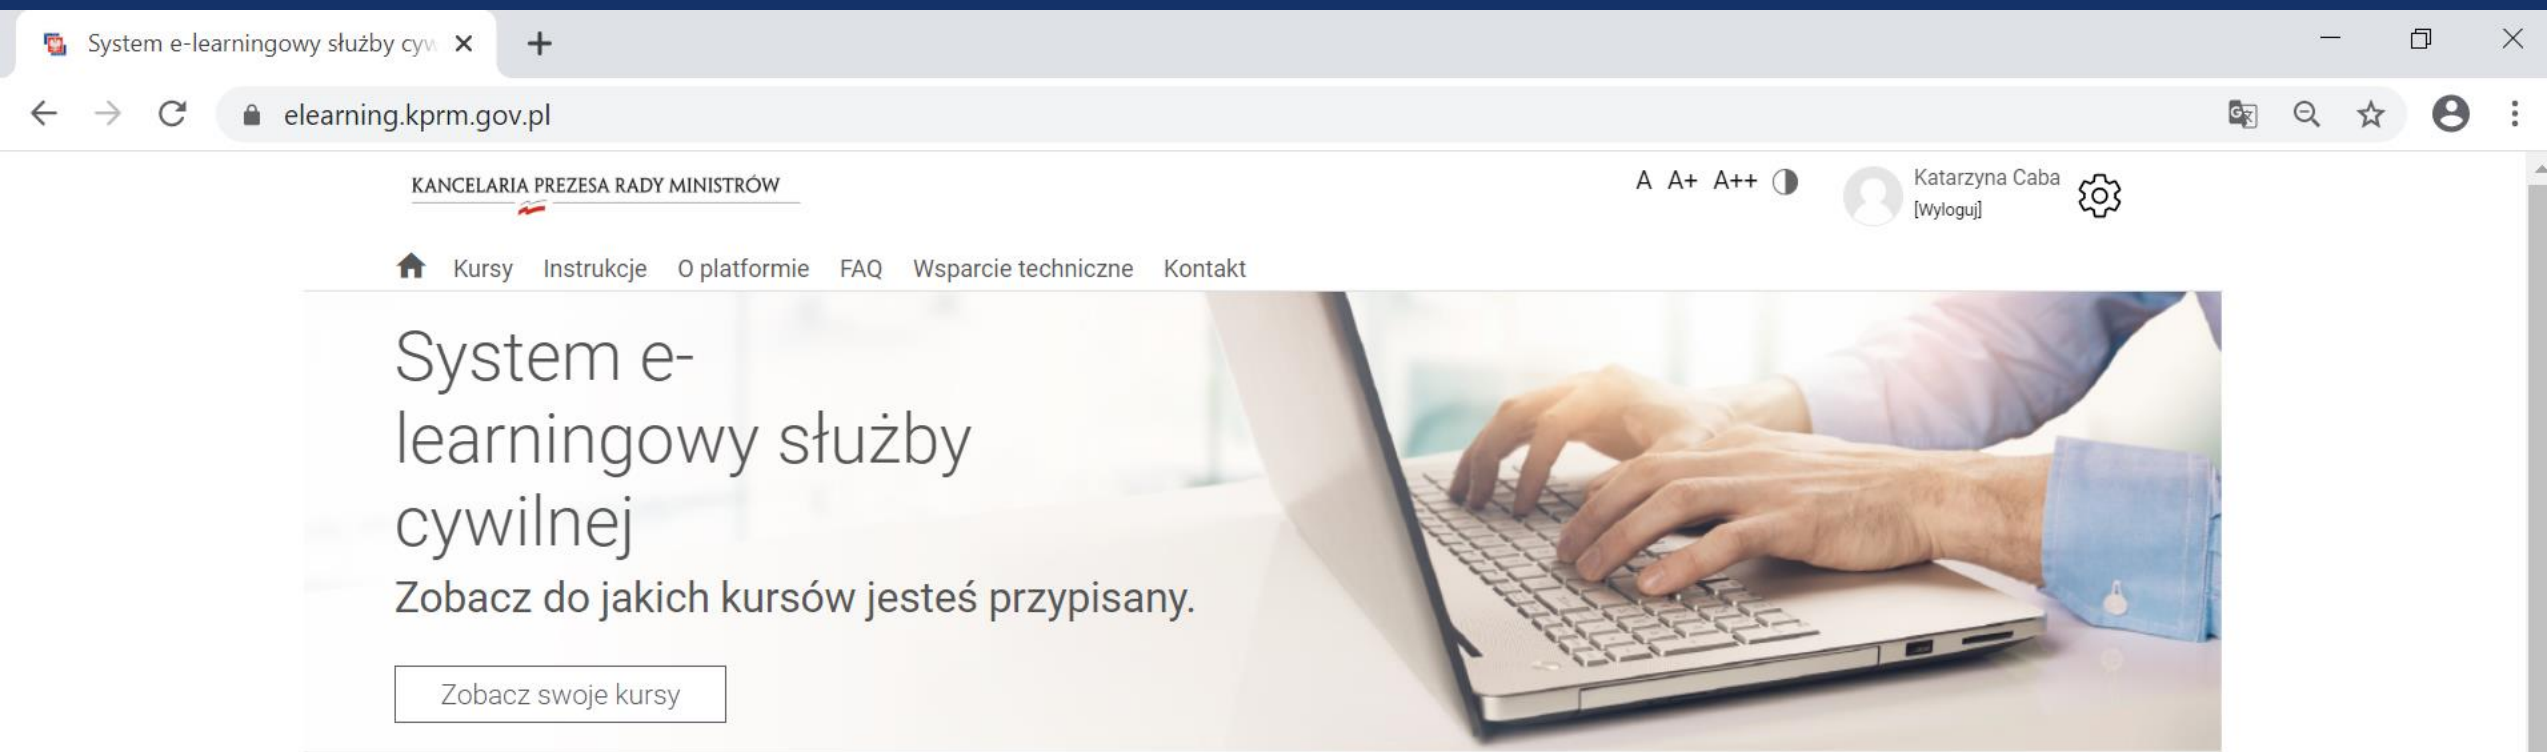 System e-learningowy służby cyw
elearning.kprm.gov.pl
KANCELARIA PREZESA RADY MINISTRÓW
A A+ A++
Katarzyna Caba
[Wyloguj]
Kursy Instrukcje O platformie FAQ Wsparcie techniczne Kontakt
System e-
learningowy służby
cywilnej
Zobacz do jakich kursów jesteś przypisany.
Zobacz swoje kursy